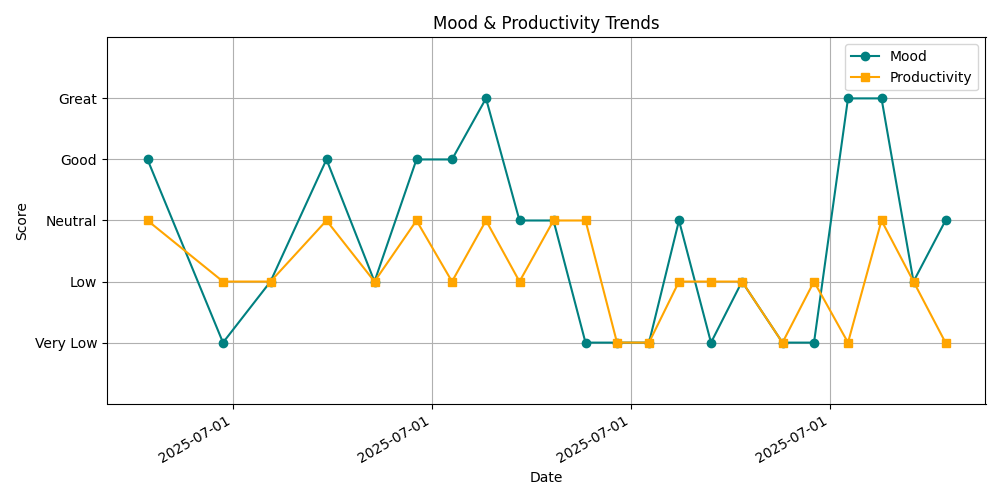 Mood & Productivity Trends
Mood
Productivity
Score
Great
Good
Neutral
Low
Very Low
2025-07-01
2025-07-01
2025-07-01
2025-07-01
Date